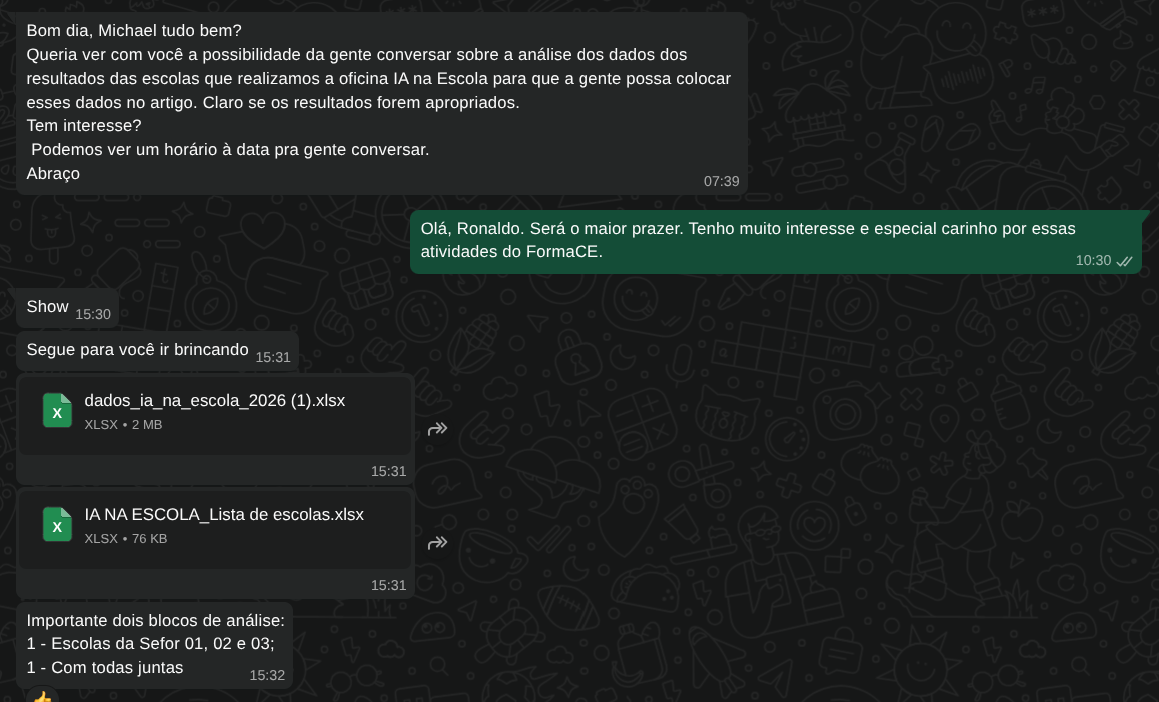 Bom dia, Michael tudo bem?
Queria ver com você a possibilidade da gente conversar sobre a análise dos dados dos
resultados das escolas que realizamos a oficina IA na Escola para que a gente possa colocar
esses dados no artigo. Claro se os resultados forem apropriados.
Tem interesse?
Podemos ver um horário à data pra gente conversar.
Abraço
07:39
Olá, Ronaldo. Será o maior prazer. Tenho muito interesse e especial carinho por essas
atividades do FormaCE.
10:30
Show 15:30
Segue para você ir brincando 15:31
X
dados_ia_na_escola_2026 (1).xlsx
XLSX • 2 MB
15:31
X
IA NA ESCOLA_Lista de escolas.xlsx
XLSX • 76 KB
15:31
Importante dois blocos de análise:
1 - Escolas da Sefor 01, 02 e 03;
1 - Com todas juntas
15:32